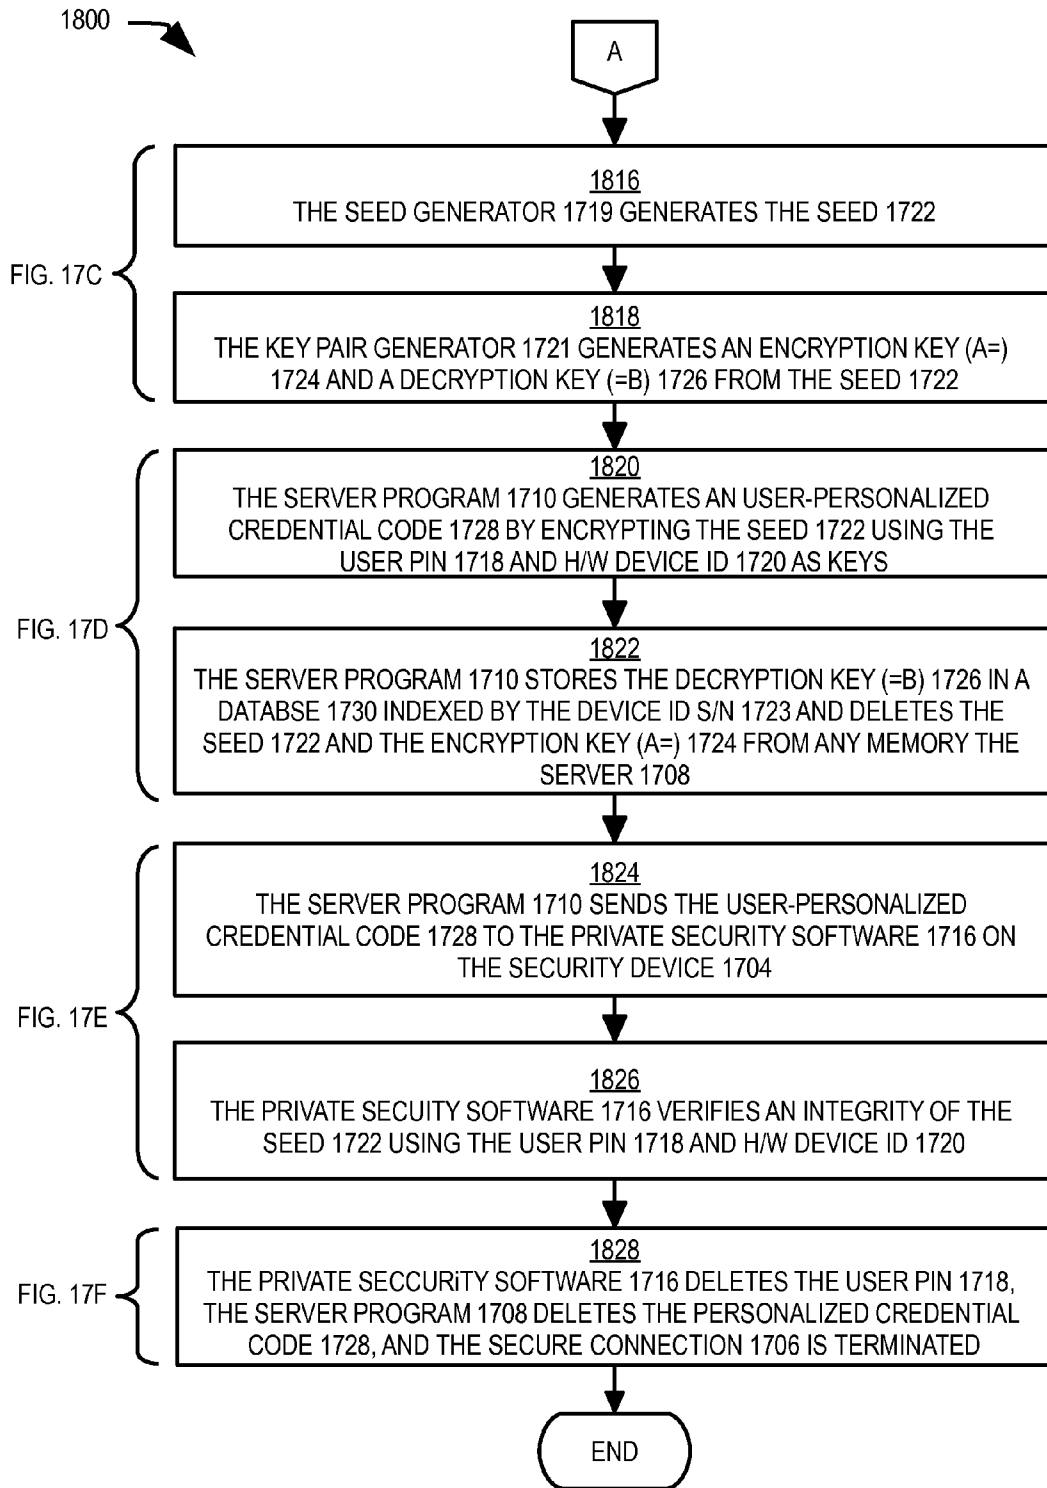 1800
A
FIG. 17C
1816
THE SEED GENERATOR 1719 GENERATES THE SEED 1722
1818
THE KEY PAIR GENERATOR 1721 GENERATES AN ENCRYPTION KEY (A=)
1724 AND A DECRYPTION KEY (=B) 1726 FROM THE SEED 1722
FIG. 17D
1820
THE SERVER PROGRAM 1710 GENERATES AN USER-PERSONALIZED
CREDENTIAL CODE 1728 BY ENCRYPTING THE SEED 1722 USING THE
USER PIN 1718 AND H/W DEVICE ID 1720 AS KEYS
1822
THE SERVER PROGRAM 1710 STORES THE DECRYPTION KEY (=B) 1726 IN A
DATABSE 1730 INDEXED BY THE DEVICE ID S/N 1723 AND DELETES THE
SEED 1722 AND THE ENCRYPTION KEY (A=) 1724 FROM ANY MEMORY THE
SERVER 1708
FIG. 17E
1824
THE SERVER PROGRAM 1710 SENDS THE USER-PERSONALIZED
CREDENTIAL CODE 1728 TO THE PRIVATE SECURITY SOFTWARE 1716 ON
THE SECURITY DEVICE 1704
1826
THE PRIVATE SECUITY SOFTWARE 1716 VERIFIES AN INTEGRITY OF THE
SEED 1722 USING THE USER PIN 1718 AND H/W DEVICE ID 1720
FIG. 17F
1828
THE PRIVATE SECCURiTY SOFTWARE 1716 DELETES THE USER PIN 1718,
THE SERVER PROGRAM 1708 DELETES THE PERSONALIZED CREDENTIAL
CODE 1728, AND THE SECURE CONNECTION 1706 IS TERMINATED
END